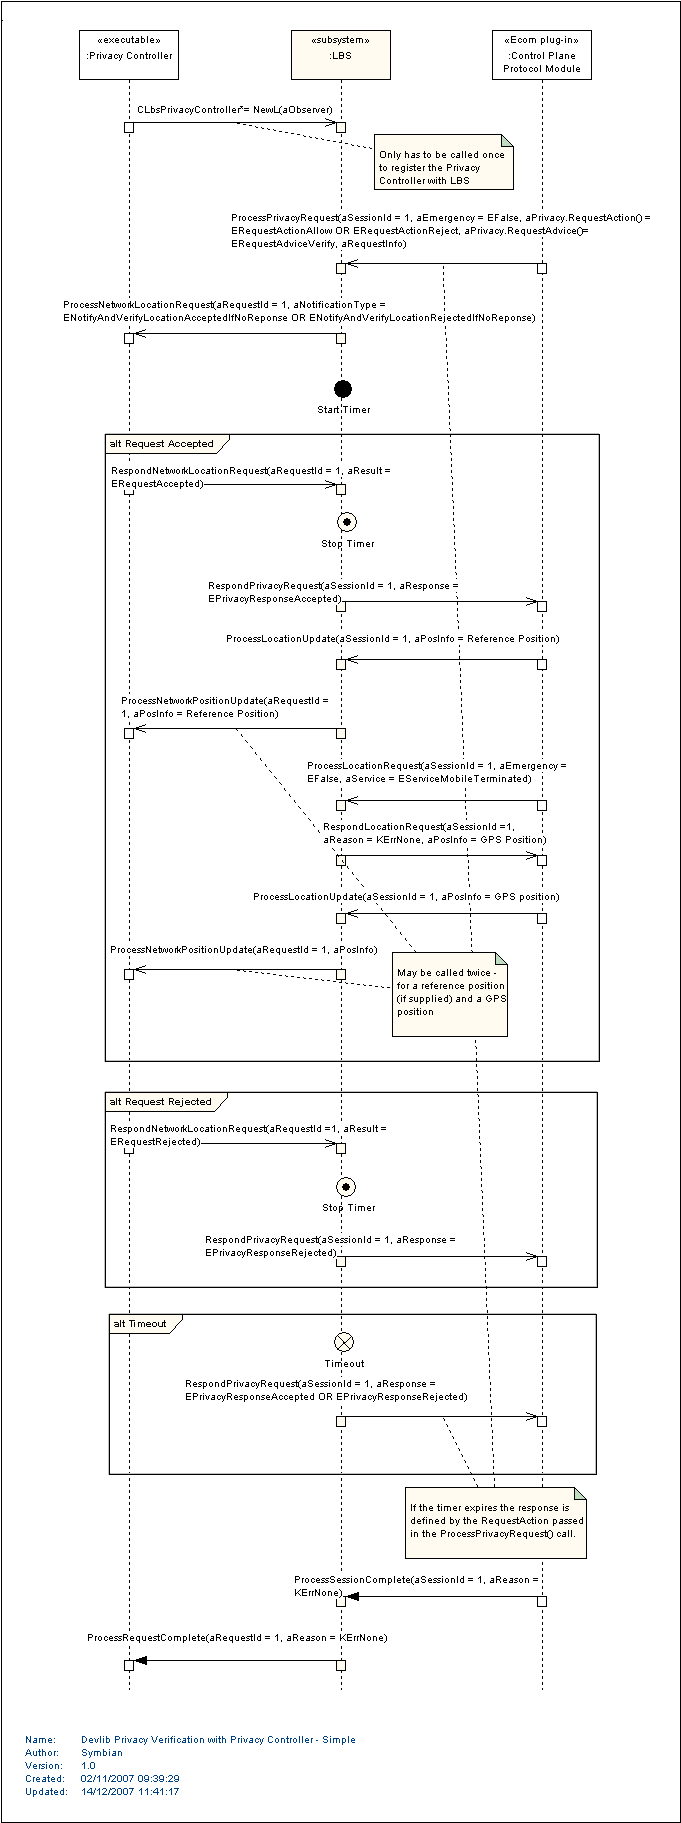 «executable»
:Privacy Controller
«subsystem»
:LBS
«Ecom plug-in»
:Control Plane
Protocol Module
CLbsPrivacyController*= NewL(aObserver)
Only has to be called once
to register the Privacy
Controller with LBS
ProcessPrivacyRequest(aSessionId = 1, aEmergency = EFalse, aPrivacy.RequestAction() =
ERequestActionAllow OR ERequestActionReject, aPrivacy.RequestAdvice()=
ERequestAdviceVerify, aRequestInfo)
ProcessNetworkLocationRequest(aRequestId = 1, aNotificationType =
ENotifyAndVerifyLocationAcceptedIfNoReponse OR ENotifyAndVerifyLocationRejectedIfNoReponse)
Start Timer
alt Request Accepted
RespondNetworkLocationRequest(aRequestId = 1, aResult =
ERequestAccepted)
Stop Timer
RespondPrivacyRequest(aSessionId = 1, aResponse =
EPrivacyResponseAccepted)
ProcessLocationUpdate(aSessionId = 1, aPosInfo = Reference Position)
ProcessNetworkPositionUpdate(aRequestId =
1, aPosInfo = Reference Position)
ProcessLocationRequest(aSessionId = 1, aEmergency =
EFalse, aService = EServiceMobileTerminated)
RespondLocationRequest(aSessionId =1,
aReason = KErrNone, aPosInfo = GPS Position)
ProcessLocationUpdate(aSessionId = 1, aPosInfo = GPS position)
ProcessNetworkPositionUpdate(aRequestId = 1, aPosInfo)
May be called twice -
for a reference position
(if supplied) and a GPS
position
alt Request Rejected
RespondNetworkLocationRequest(aRequestId =1, aResult =
ERequestRejected)
Stop Timer
RespondPrivacyRequest(aSessionId = 1, aResponse =
EPrivacyResponseRejected)
alt Timeout
Timeout
RespondPrivacyRequest(aSessionId = 1, aResponse =
EPrivacyResponseAccepted OR EPrivacyResponseRejected)
If the timer expires the response is
defined by the RequestAction passed
in the ProcessPrivacyRequest() call.
ProcessSessionComplete(aSessionId = 1, aReason =
KErrNone)
ProcessRequestComplete(aRequestId = 1, aReason = KErrNone)
Name: Devlib Privacy Verification with Privacy Controller - Simple
Author: Symbian
Version: 1.0
Created: 02/11/2007 09:39:29
Updated: 14/12/2007 11:41:17